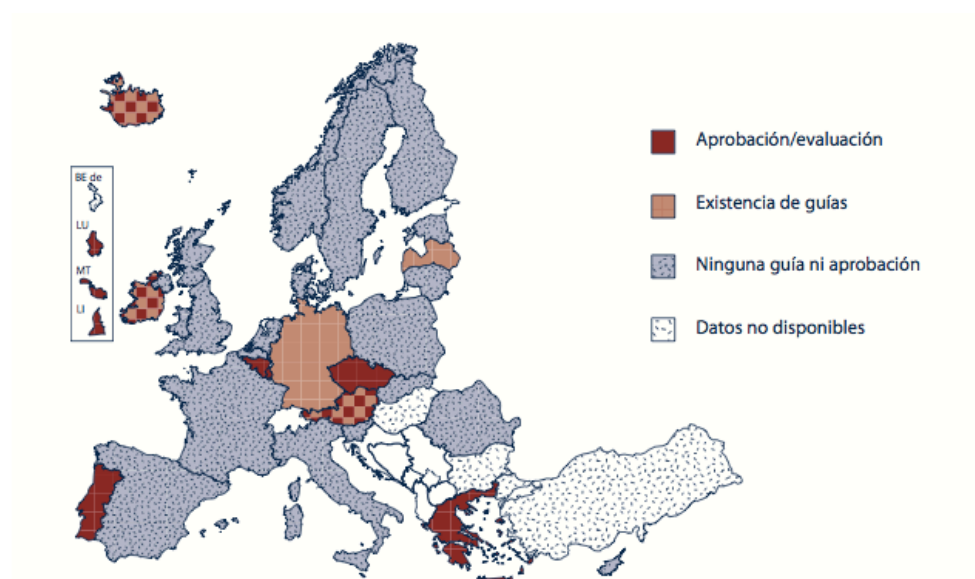 BE de
LU
MT
LI
Aprobación/evaluación
Existencia de guías
Ninguna guía ni aprobación
Datos no disponibles